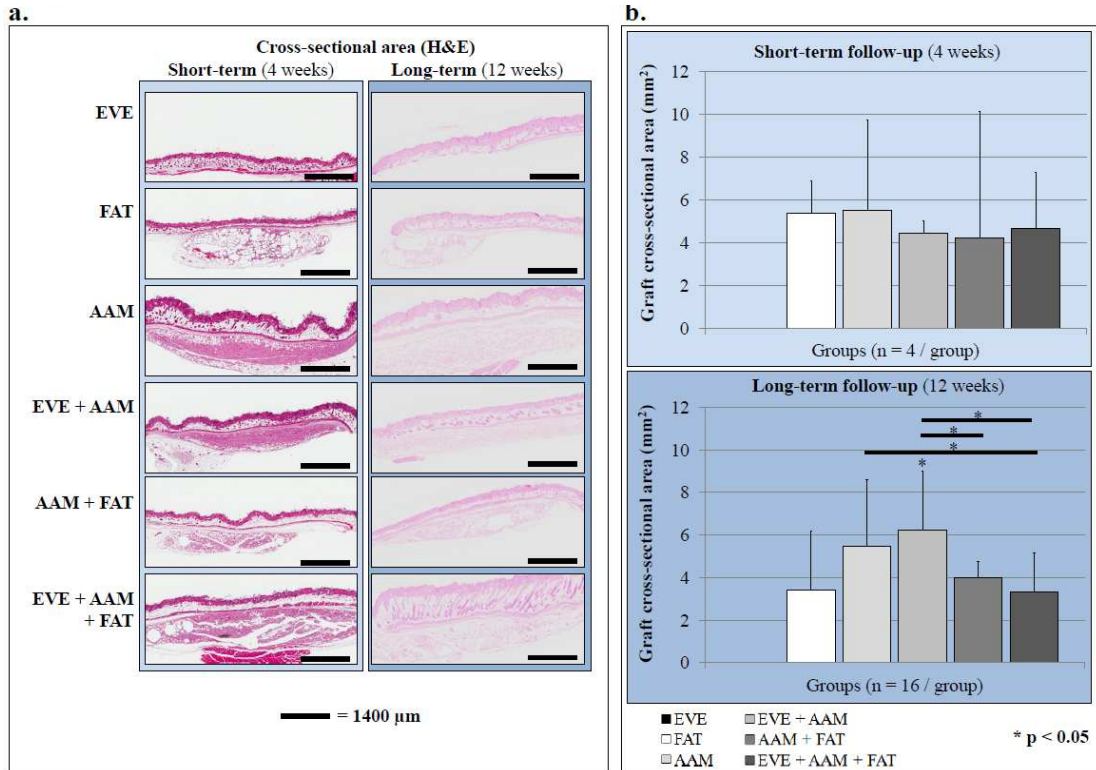 a.
Cross-sectional area (H&E)
Short-term (4 weeks)
Long-term (12 weeks)
EVE
FAT
AAM
EVE + AAM
AAM + FAT
EVE + AAM
+ FAT
= 1400 µm
b.
Short-term follow-up (4 weeks)
Graft cross-sectional area (mm²)
12
10
8
6
4
2
0
Groups (n = 4 / group)
Long-term follow-up (12 weeks)
Graft cross-sectional area (mm²)
12
10
8
6
4
2
0
*
*
*
*
Groups (n = 16 / group)
EVE
EVE + AAM
FAT
AAM + FAT
AAM
EVE + AAM + FAT
* p < 0.05